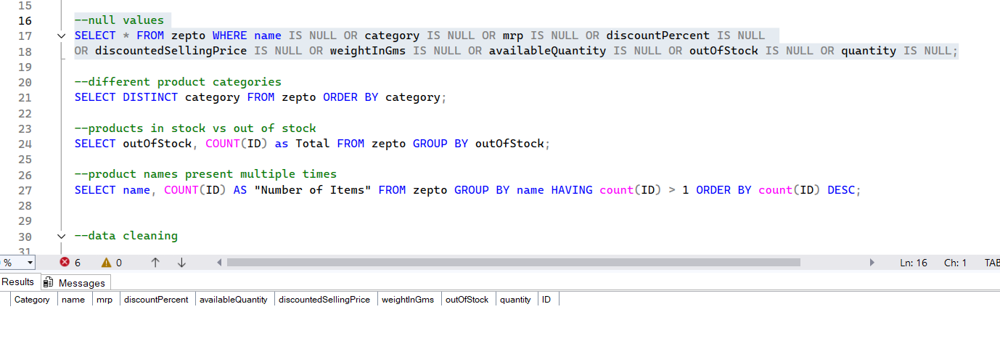 15
16 --null values
17 SELECT * FROM zepto WHERE name IS NULL OR category IS NULL OR mrp IS NULL OR discountPercent IS NULL
18 OR discountedSellingPrice IS NULL OR weightInGms IS NULL OR availableQuantity IS NULL OR outOfStock IS NULL OR quantity IS NULL;
19
20 --different product categories
21 SELECT DISTINCT category FROM zepto ORDER BY category;
22
23 --products in stock vs out of stock
24 SELECT outOfStock, COUNT(ID) as Total FROM zepto GROUP BY outOfStock;
25
26 --product names present multiple times
27 SELECT name, COUNT(ID) AS "Number of Items" FROM zepto GROUP BY name HAVING count(ID) > 1 ORDER BY count(ID) DESC;
28
29
30 --data cleaning
31
% 6 0 Ln: 16 Ch: 1 TAB
Results Messages
Category name mrp discountPercent availableQuantity discountedSellingPrice weightInGms outOfStock quantity ID